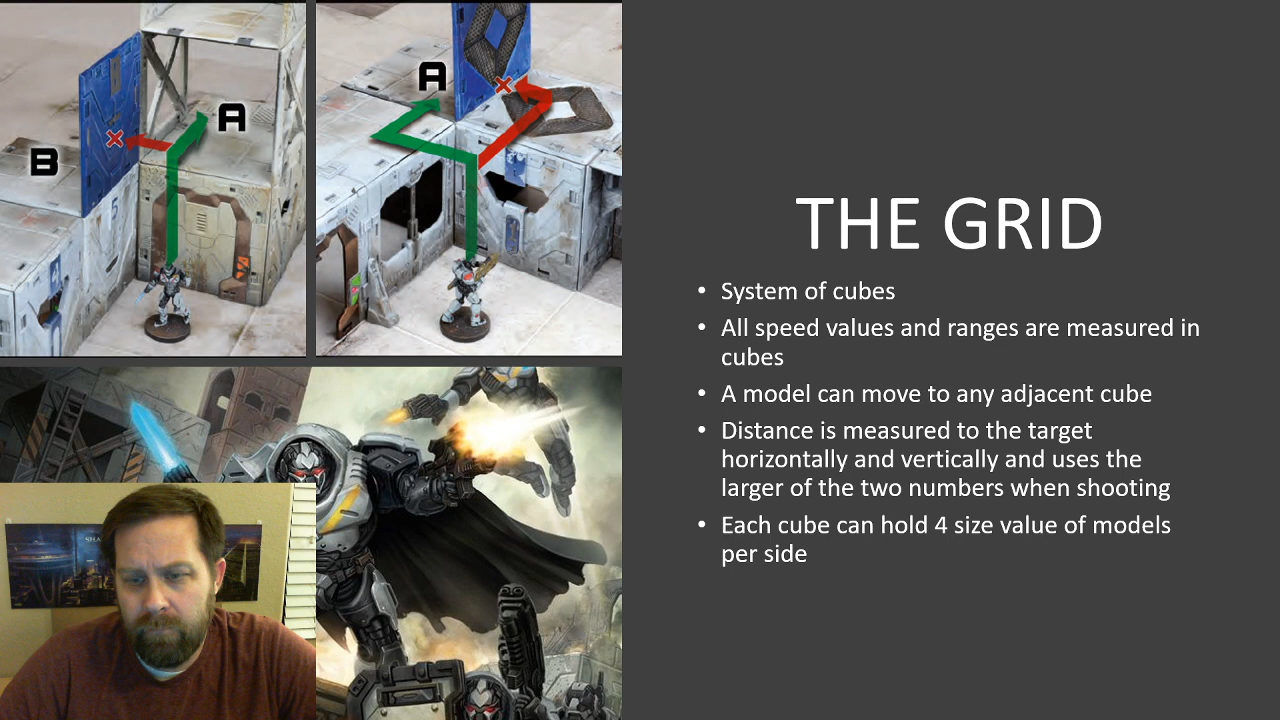 A
B
A
5
4
THE GRID
• System of cubes
• All speed values and ranges are measured in
cubes
• A model can move to any adjacent cube
• Distance is measured to the target
horizontally and vertically and uses the
larger of the two numbers when shooting
• Each cube can hold 4 size value of models
per side